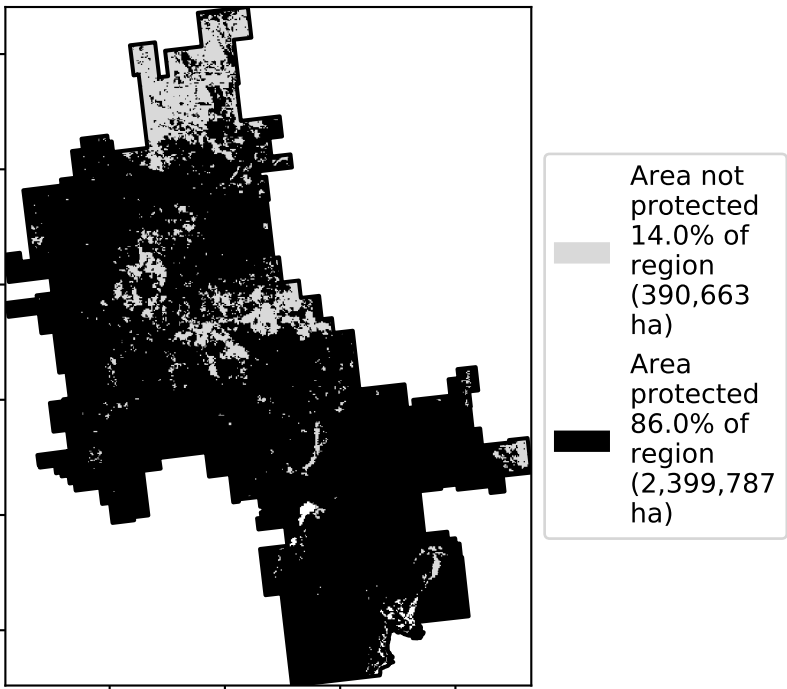 Area not
protected
14.0% of
region
(390,663
ha)
Area
protected
86.0% of
region
(2,399,787
ha)